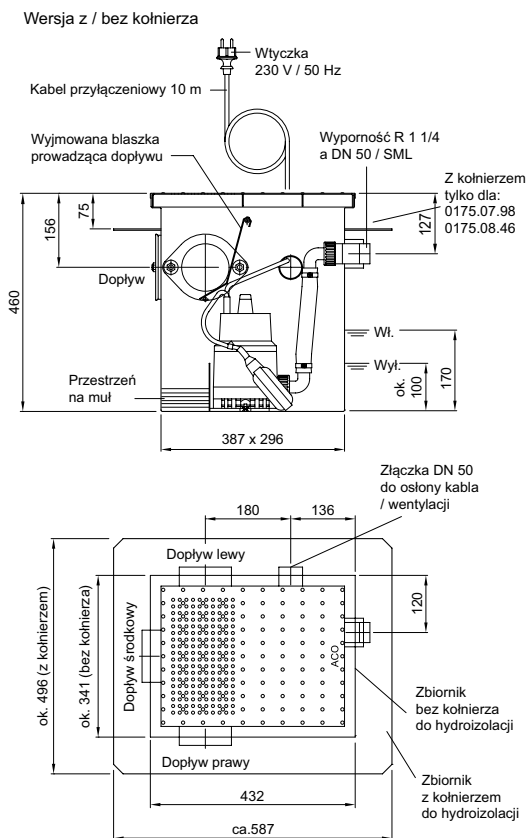 Wersja z / bez kołnierza
Wtyczka
230 V / 50 Hz
Kabel przyłączeniowy 10 m
Wyjmowana blaszka
prowadząca dopływu
Wyporność R 1 1/4
a DN 50 / SML
Z kołnierzem
tylko dla:
0175.07.98
0175.08.46
75
156
127
460
Dopływ
Wł.
Wył.
ok.
100
170
Przestrzeń
na muł
387 x 296
Złączka DN 50
do osłony kabla
/ wentylacji
180
136
Dopływ lewy
ok. 496 (z kołnierzem)
ok. 341 (bez kołnierza)
Dopływ środkowy
120
ACO
Zbiornik
bez kołnierza
do hydroizolacji
Dopływ prawy
Zbiornik
z kołnierzem
do hydroizolacji
432
ca.587